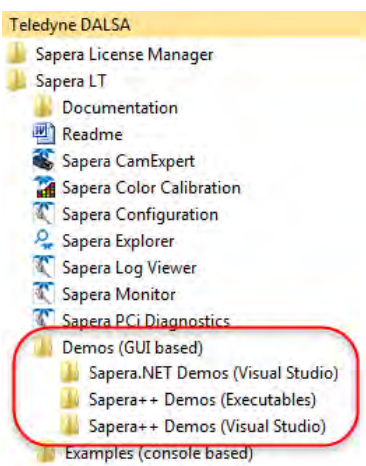 Teledyne DALSA
Sapera License Manager
Sapera LT
Documentation
Readme
Sapera CamExpert
Sapera Color Calibration
Sapera Configuration
Sapera Explorer
Sapera Log Viewer
Sapera Monitor
Sapera PCi Diagnostics
Demos (GUI based)
Sapera.NET Demos (Visual Studio)
Sapera++ Demos (Executables)
Sapera++ Demos (Visual Studio)
Examples (console based)